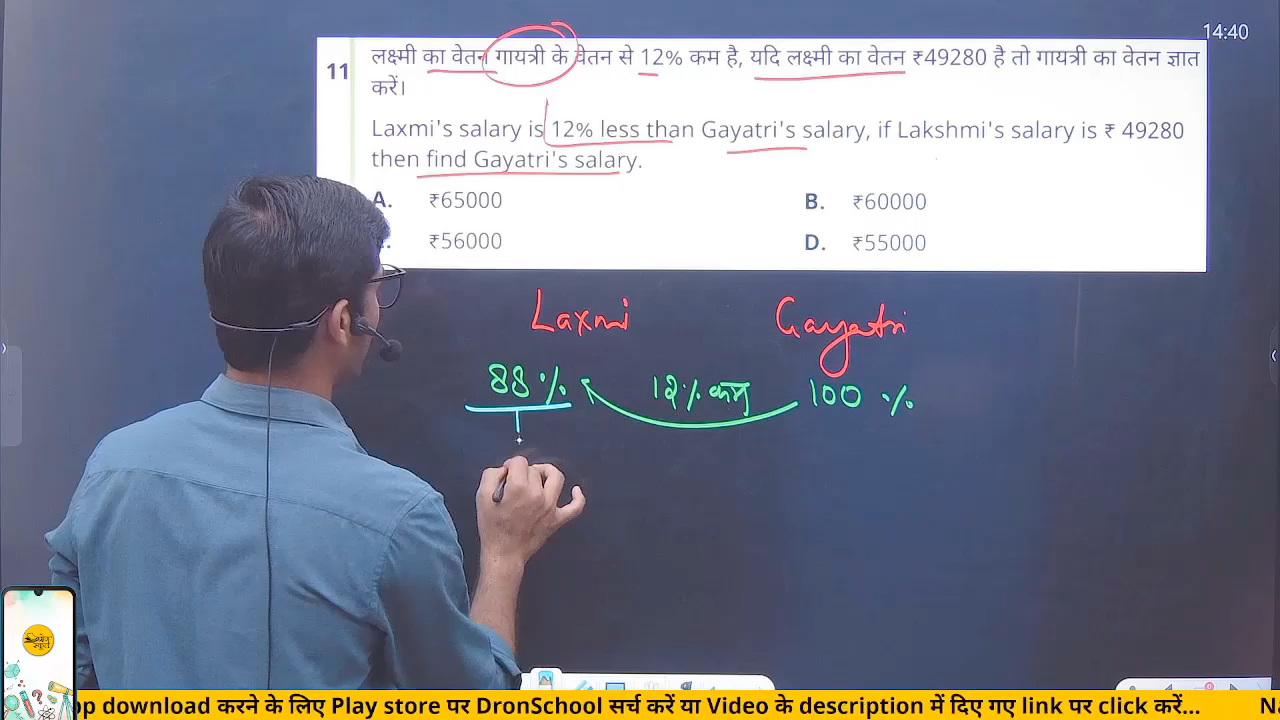 14:40
11
लक्ष्मी का वेतन गायत्री के वेतन से 12% कम है, यदि लक्ष्मी का वेतन ₹49280 है तो गायत्री का वेतन ज्ञात
करें।
Laxmi's salary is 12% less than Gayatri's salary, if Lakshmi's salary is ₹ 49280
then find Gayatri's salary.
A. ₹65000 B. ₹60000
₹56000 D. ₹55000
Laxmi Gayatri
88 % 12% कम 100 %
download करने के लिए Play store पर DronSchool सर्च करें या Video के description में दिए गए link पर click करें...